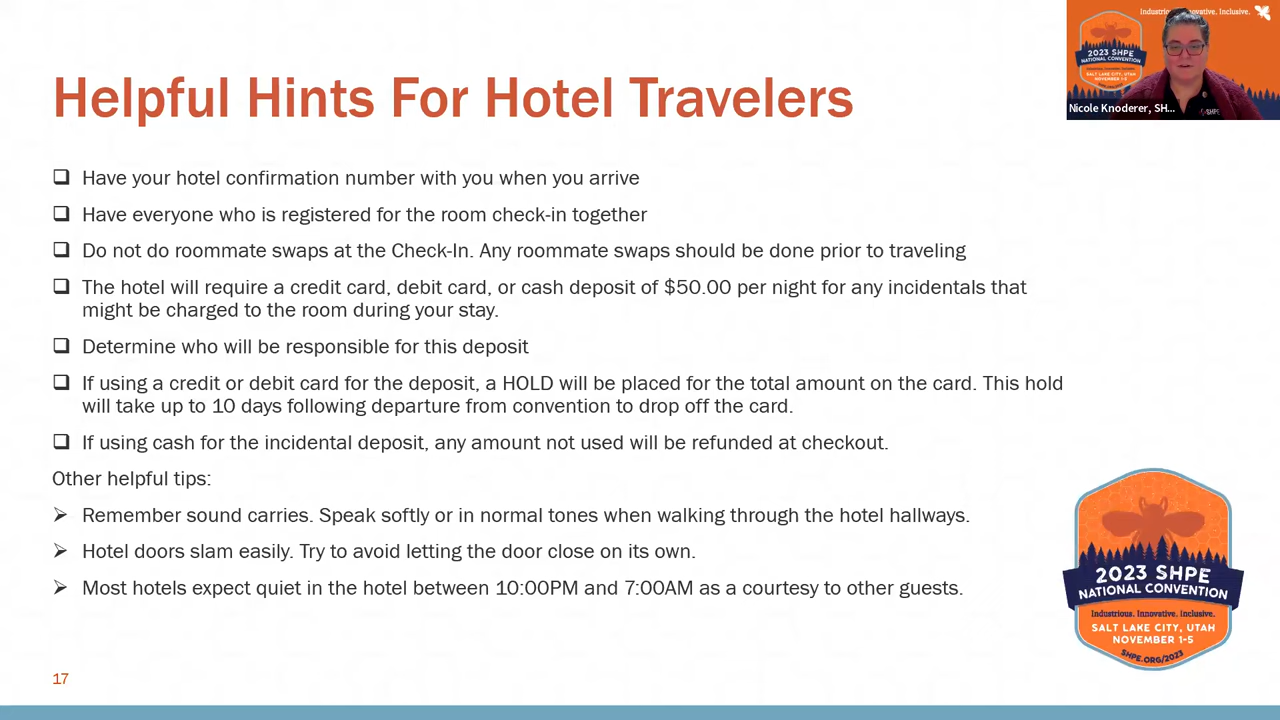 Industrio    ovative. Inclusive.
2023 SHPE
NATIONAL CONVENTION
SALT LAKE CITY, UTAH
NOVEMBER 1-5
Nicole Knoderer, SH...
SHPE
Helpful Hints For Hotel Travelers
Have your hotel confirmation number with you when you arrive
Have everyone who is registered for the room check-in together
Do not do roommate swaps at the Check-In. Any roommate swaps should be done prior to traveling
The hotel will require a credit card, debit card, or cash deposit of $50.00 per night for any incidentals that
might be charged to the room during your stay.
Determine who will be responsible for this deposit
If using a credit or debit card for the deposit, a HOLD will be placed for the total amount on the card. This hold
will take up to 10 days following departure from convention to drop off the card.
If using cash for the incidental deposit, any amount not used will be refunded at checkout.
Other helpful tips:
Remember sound carries. Speak softly or in normal tones when walking through the hotel hallways.
Hotel doors slam easily. Try to avoid letting the door close on its own.
Most hotels expect quiet in the hotel between 10:00PM and 7:00AM as a courtesy to other guests.
2023 SHPE
NATIONAL CONVENTION
Industrious. Innovative. Inclusive.
SALT LAKE CITY, UTAH
NOVEMBER 1-5
SHPE.ORG/2023
17